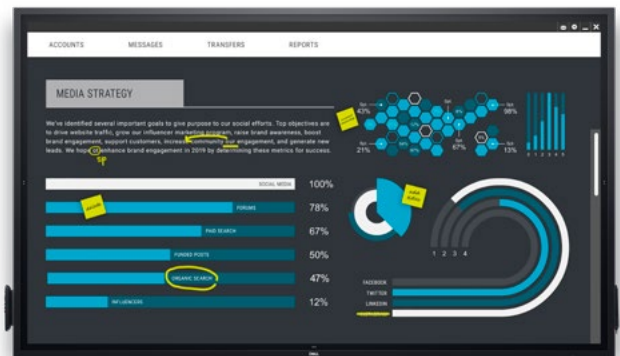 ACCOUNTS MESSAGES TRANSFERS REPORTS
MEDIA STRATEGY
We've identified several important goals to give purpose to our social efforts. Top objectives are
to drive website traffic, grow our influencer marketing program, raise brand awareness, boost
brand engagement, support customers, increase community our engagement, and generate new
leads. We hope enhance brand engagement in 2019 by determining these metrics for success.
SOCIAL MEDIA 100%
FORUMS 78%
PAID SEARCH 67%
FUNDED POSTS 50%
ORGANIC SEARCH 47%
INFLUENCERS 12%
43%
98%
21%
67%
13%
1 2 3 4
FACEBOOK
TWITTER
LINKEDIN
DELL